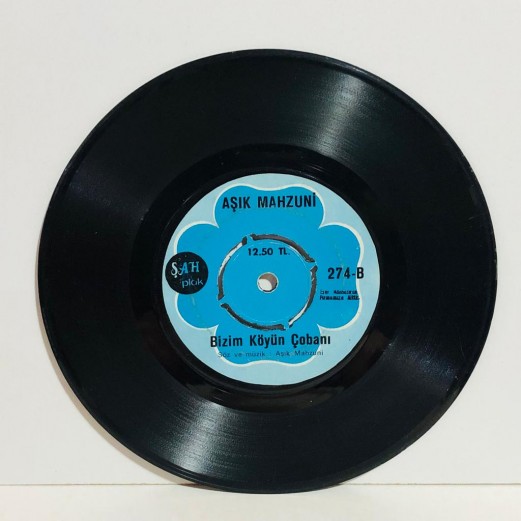 AŞIK MAHZUNİ
12.50 TL.
ŞAH
plak
274-B
Bizim Köyün Çobanı
Söz ve müzik : Aşık Mahzuni